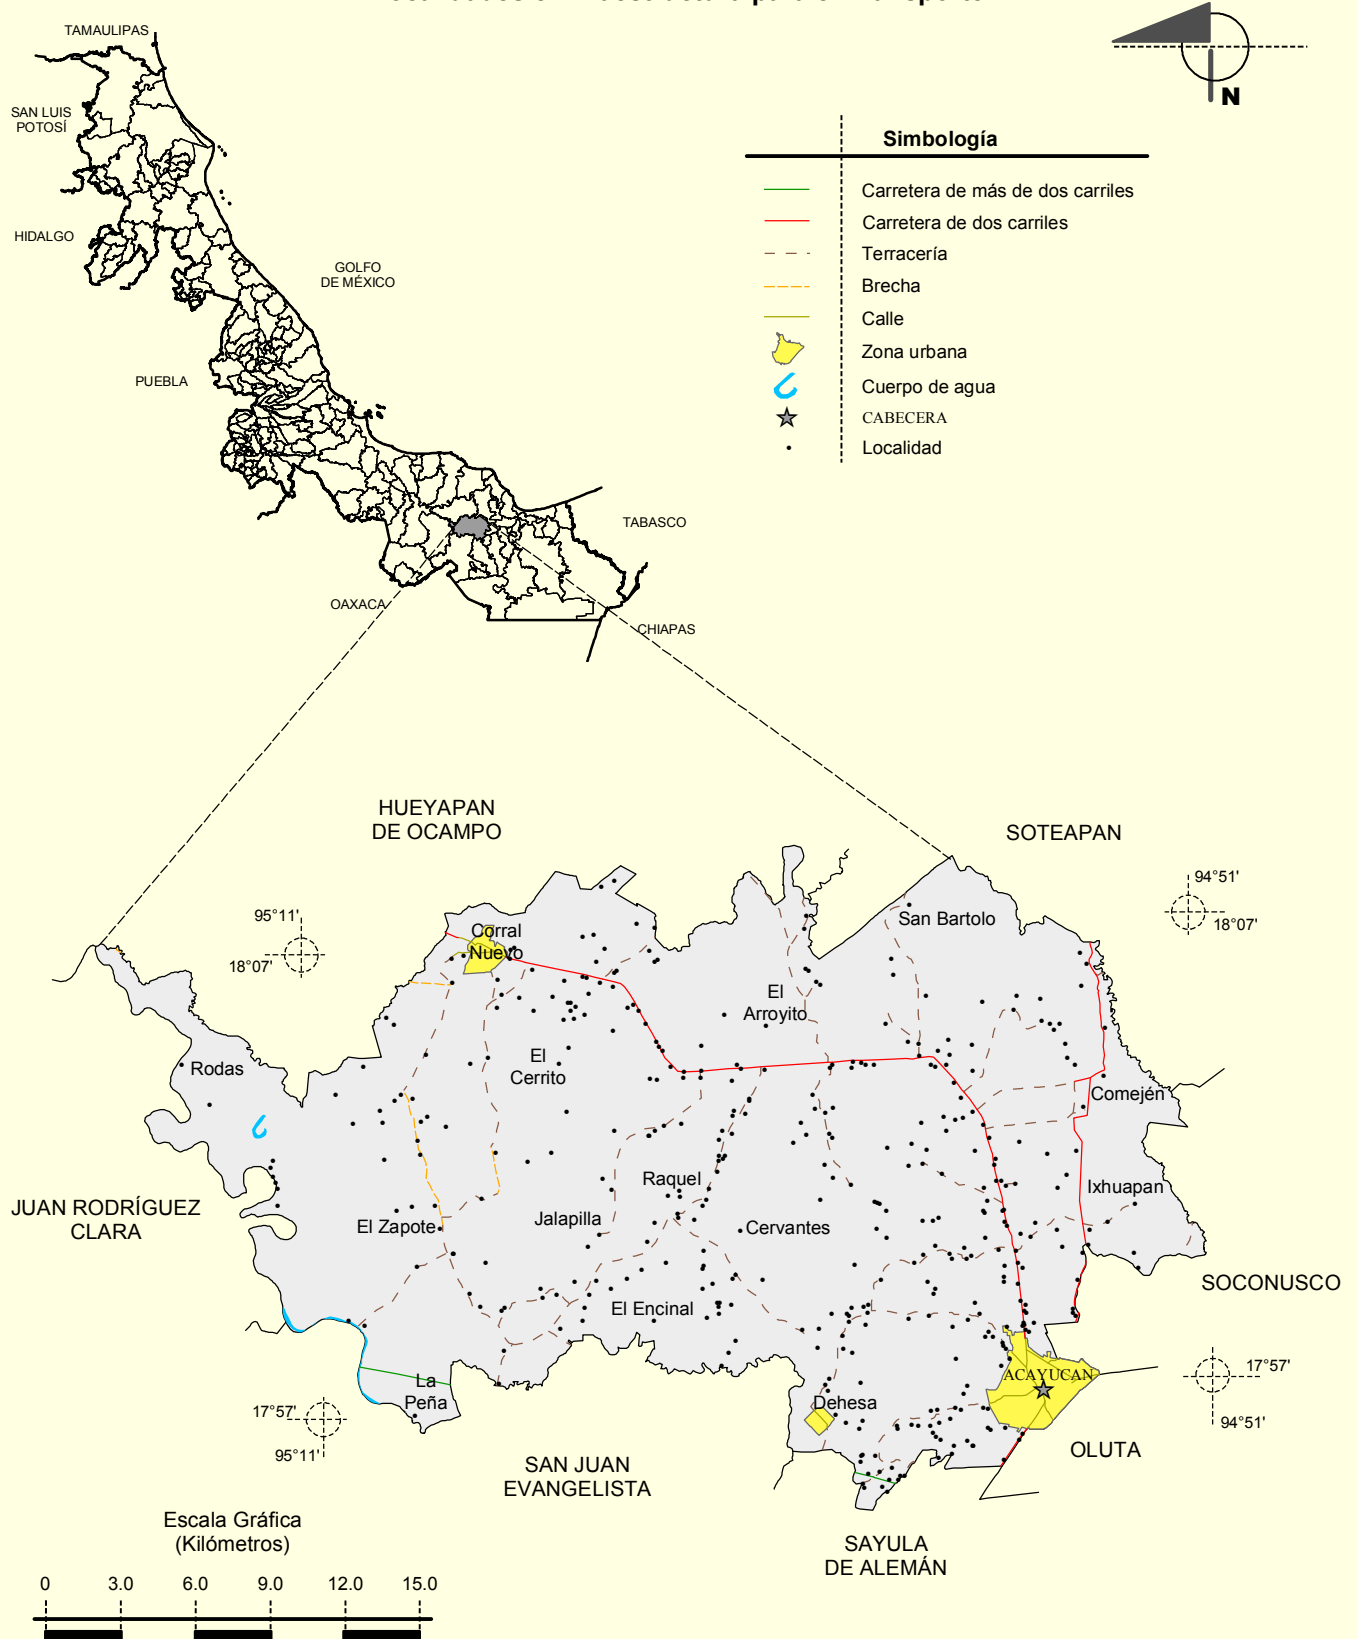 TAMAULIPAS
SAN LUIS
POTOSÍ
HIDALGO
GOLFO
DE MÉXICO
PUEBLA
TABASCO
OAXACA
CHIAPAS
N
Simbología
Carretera de más de dos carriles
Carretera de dos carriles
Terracería
Brecha
Calle
Zona urbana
Cuerpo de agua
CABECERA
Localidad
HUEYAPAN
DE OCAMPO
SOTEAPAN
94°51'
18°07'
95°11'
18°07'
Corral
Nuevo
San Bartolo
El
Arroyito
Rodas
El
Cerrito
Comején
Raquel
Ixhuapan
JUAN RODRÍGUEZ
CLARA
El Zapote
Jalapilla
Cervantes
SOCONUSCO
El Encinal
17°57'
94°51'
ACAYUCAN
La
Peña
Dehesa
17°57'
95°11'
OLUTA
SAN JUAN
EVANGELISTA
SAYULA
DE ALEMÁN
Escala Gráfica
(Kilómetros)
0 3.0 6.0 9.0 12.0 15.0